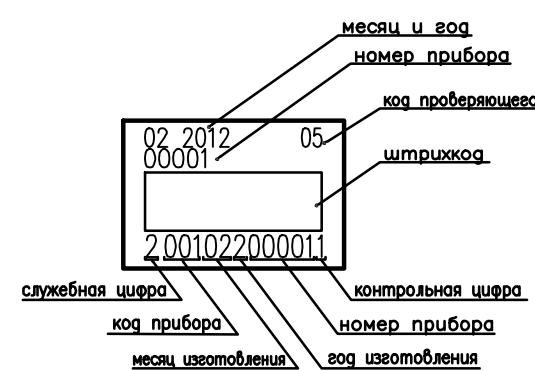 месяц и год
номер прибора
код проверяющего
02 2012 05
00001
штрихкод
2 001022000011
служебная цифра
контрольная цифра
код прибора
номер прибора
месяц изготовления
год изготовления